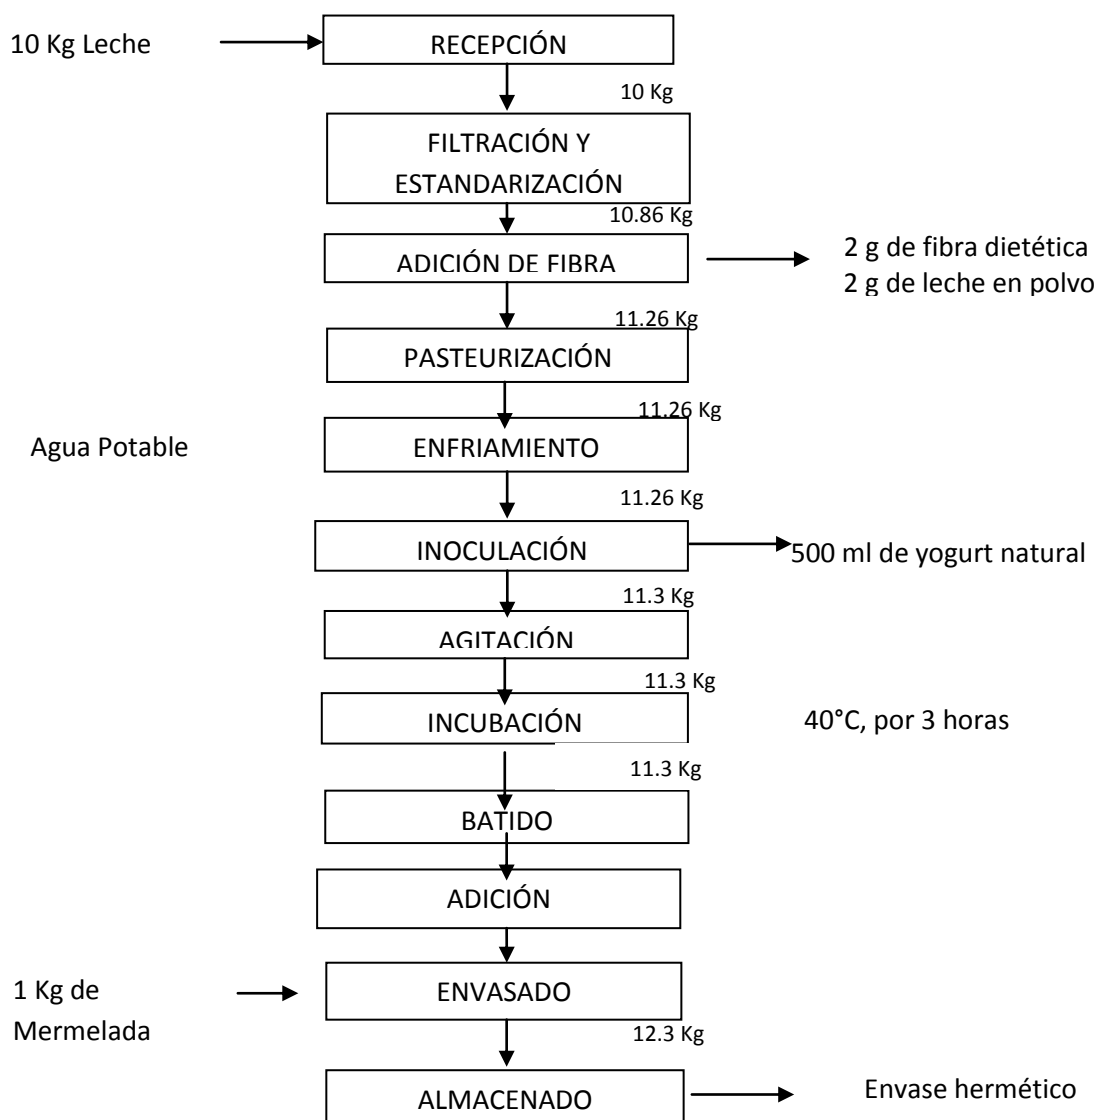 10 Kg Leche
RECEPCIÓN
10 Kg
FILTRACIÓN Y
ESTANDARIZACIÓN
10.86 Kg
ADICIÓN DE FIBRA
2 g de fibra dietética
2 g de leche en polvo
11.26 Kg
PASTEURIZACIÓN
11.26 Kg
Agua Potable
ENFRIAMIENTO
11.26 Kg
INOCULACIÓN
500 ml de yogurt natural
11.3 Kg
AGITACIÓN
11.3 Kg
INCUBACIÓN
40°C, por 3 horas
11.3 Kg
BATIDO
ADICIÓN
1 Kg de
Mermelada
ENVASADO
12.3 Kg
ALMACENADO
Envase hermético